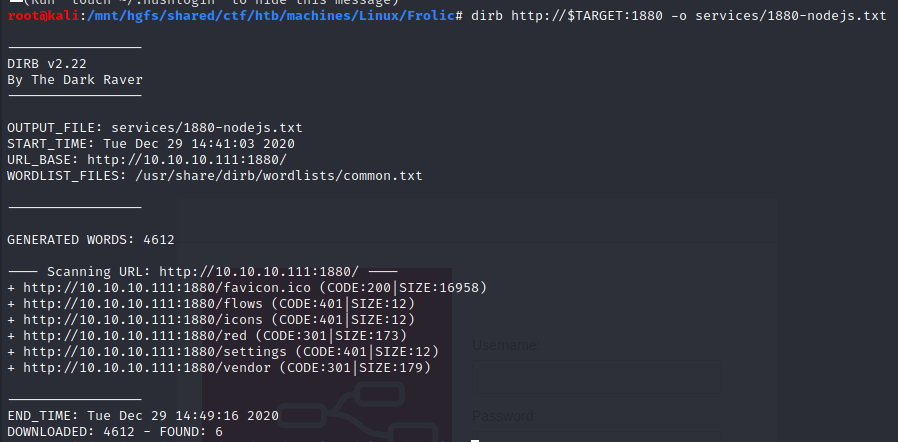 (Run "touch ~/.hushlogin" to hide this message)
root@kali:/mnt/hgfs/shared/ctf/htb/machines/Linux/Frolic# dirb http://$TARGET:1880 -o services/1880-nodejs.txt
-----------------
DIRB v2.22
By The Dark Raver
-----------------
OUTPUT_FILE: services/1880-nodejs.txt
START_TIME: Tue Dec 29 14:41:03 2020
URL_BASE: http://10.10.10.111:1880/
WORDLIST_FILES: /usr/share/dirb/wordlists/common.txt
-----------------
GENERATED WORDS: 4612
---- Scanning URL: http://10.10.10.111:1880/ ----
+ http://10.10.10.111:1880/favicon.ico (CODE:200|SIZE:16958)
+ http://10.10.10.111:1880/flows (CODE:401|SIZE:12)
+ http://10.10.10.111:1880/icons (CODE:401|SIZE:12)
+ http://10.10.10.111:1880/red (CODE:301|SIZE:173)
+ http://10.10.10.111:1880/settings (CODE:401|SIZE:12)
+ http://10.10.10.111:1880/vendor (CODE:301|SIZE:179)
Username:
Password:
-----------------
END_TIME: Tue Dec 29 14:49:16 2020
DOWNLOADED: 4612 - FOUND: 6